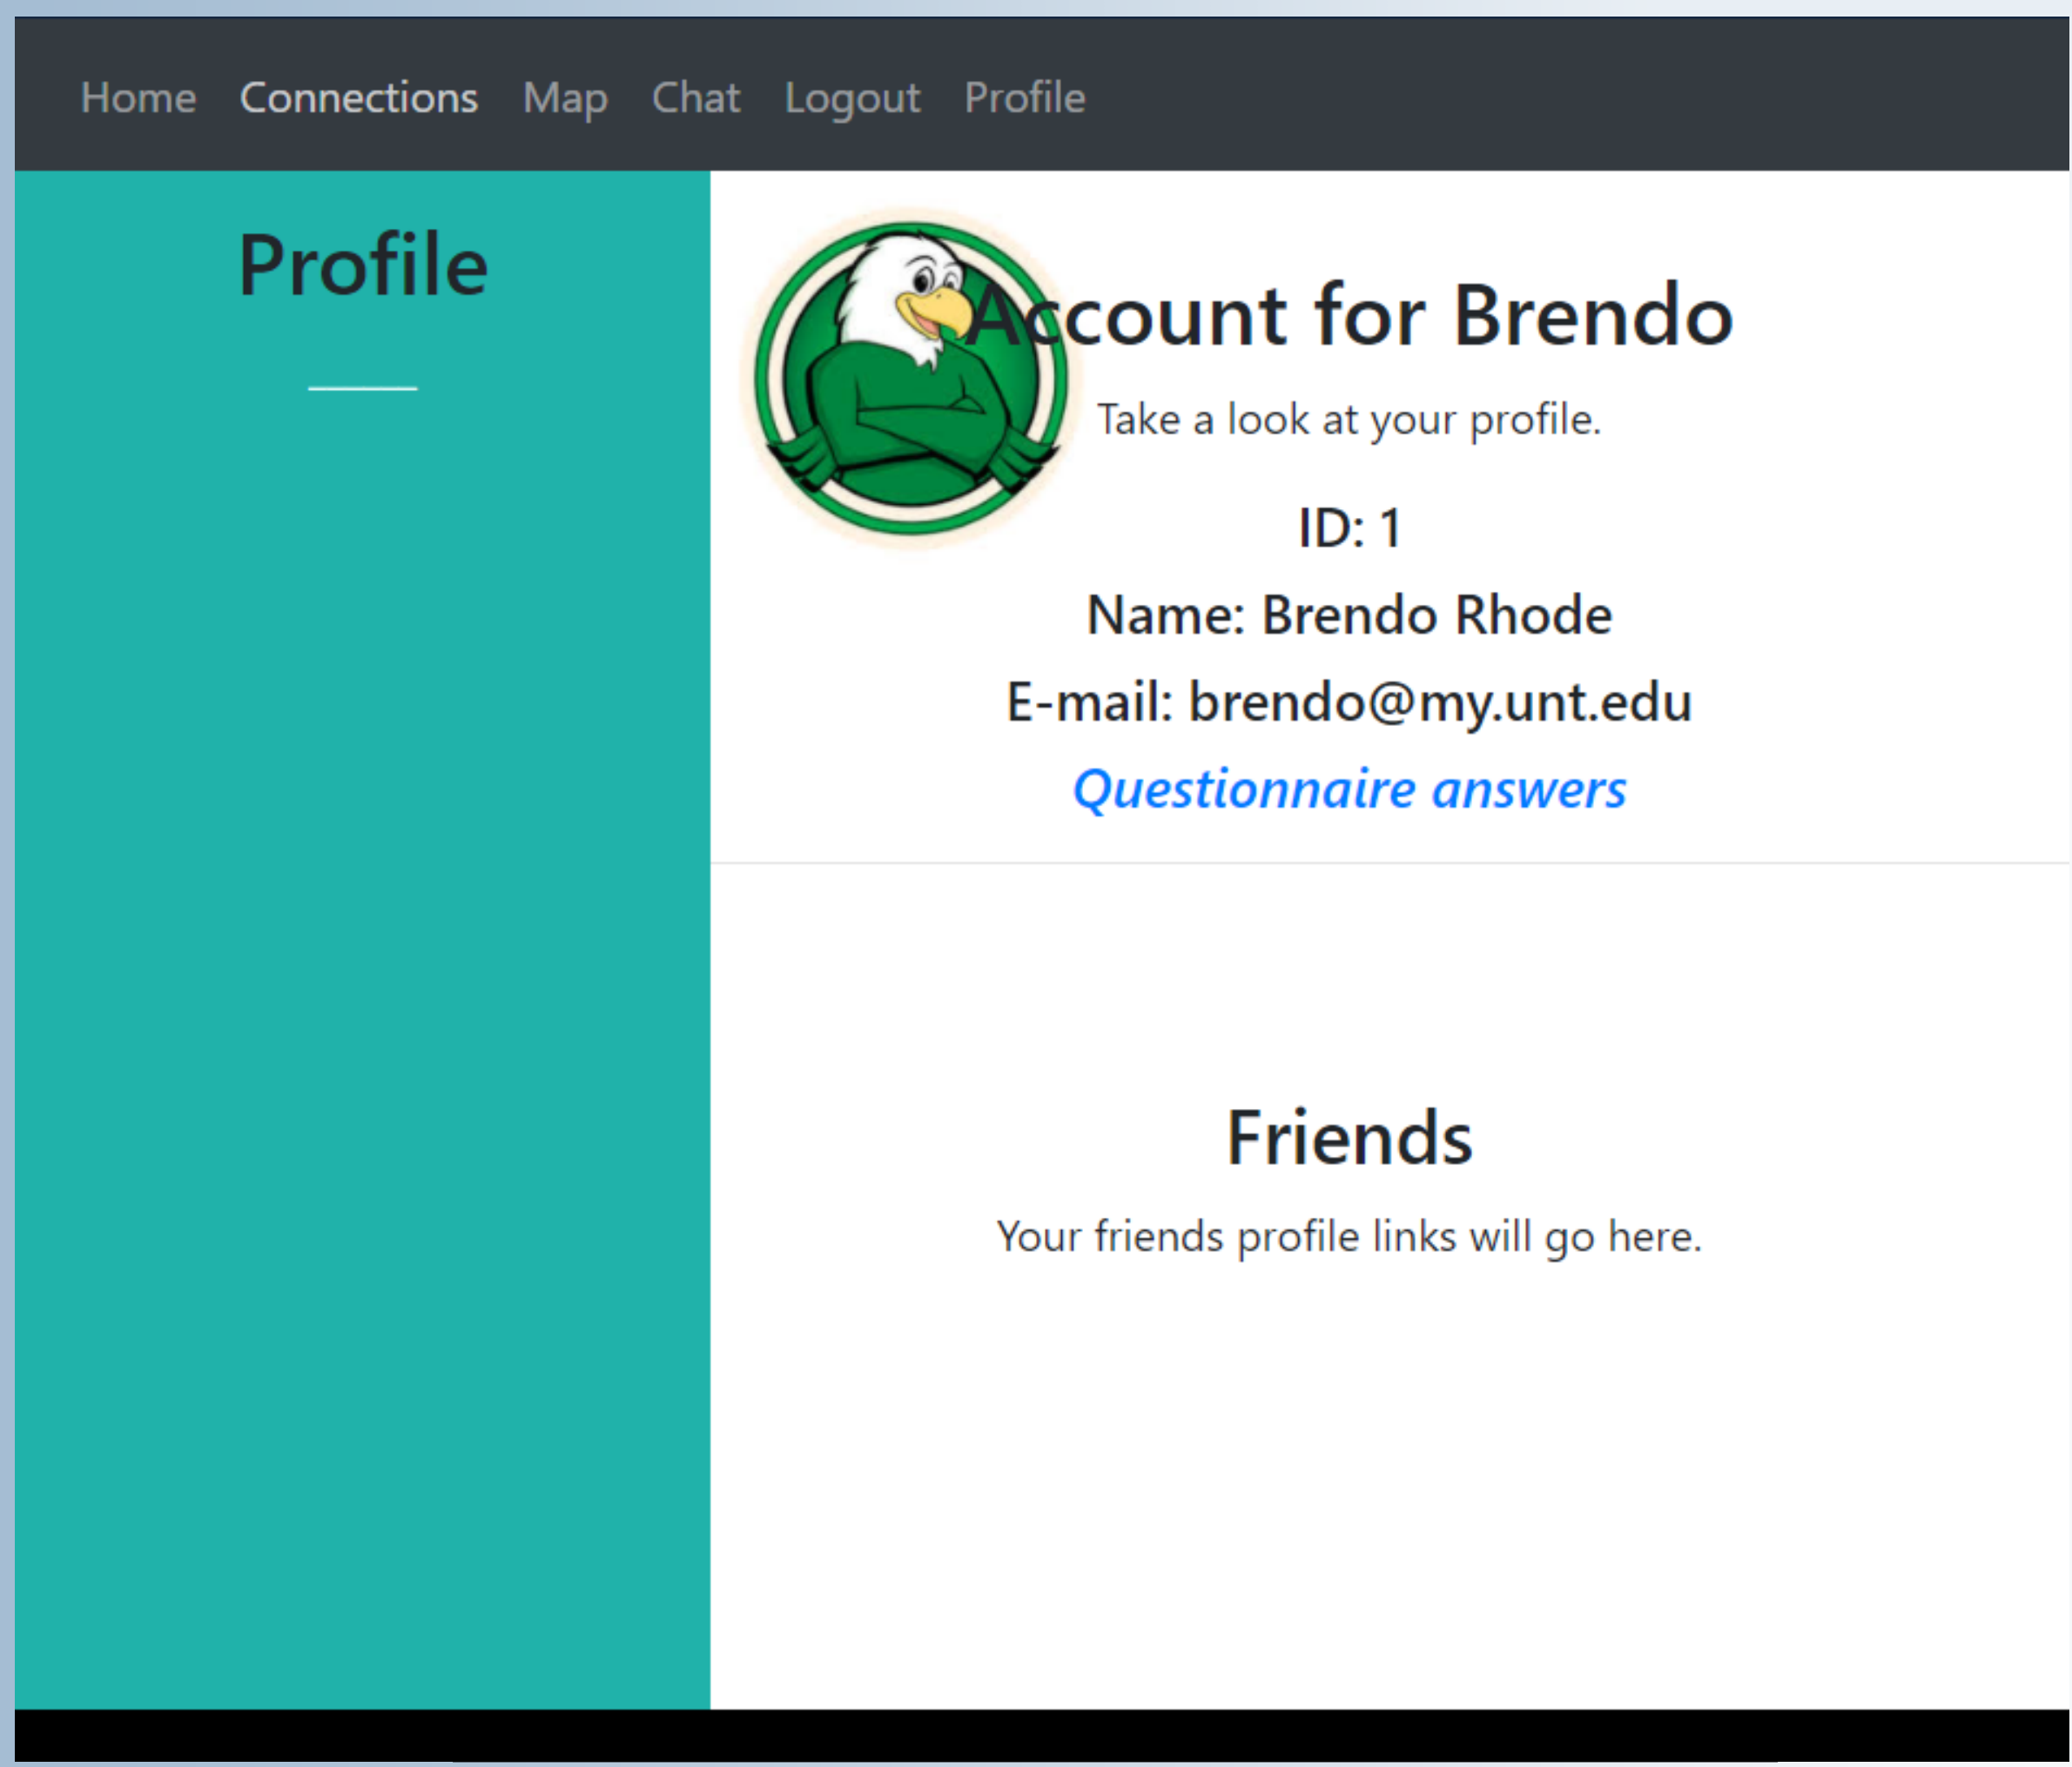 Home Connections Map Chat Logout Profile
Profile
Account for Brendo
Take a look at your profile.
ID: 1
Name: Brendo Rhode
E-mail: brendo@my.unt.edu
Questionnaire answers
Friends
Your friends profile links will go here.